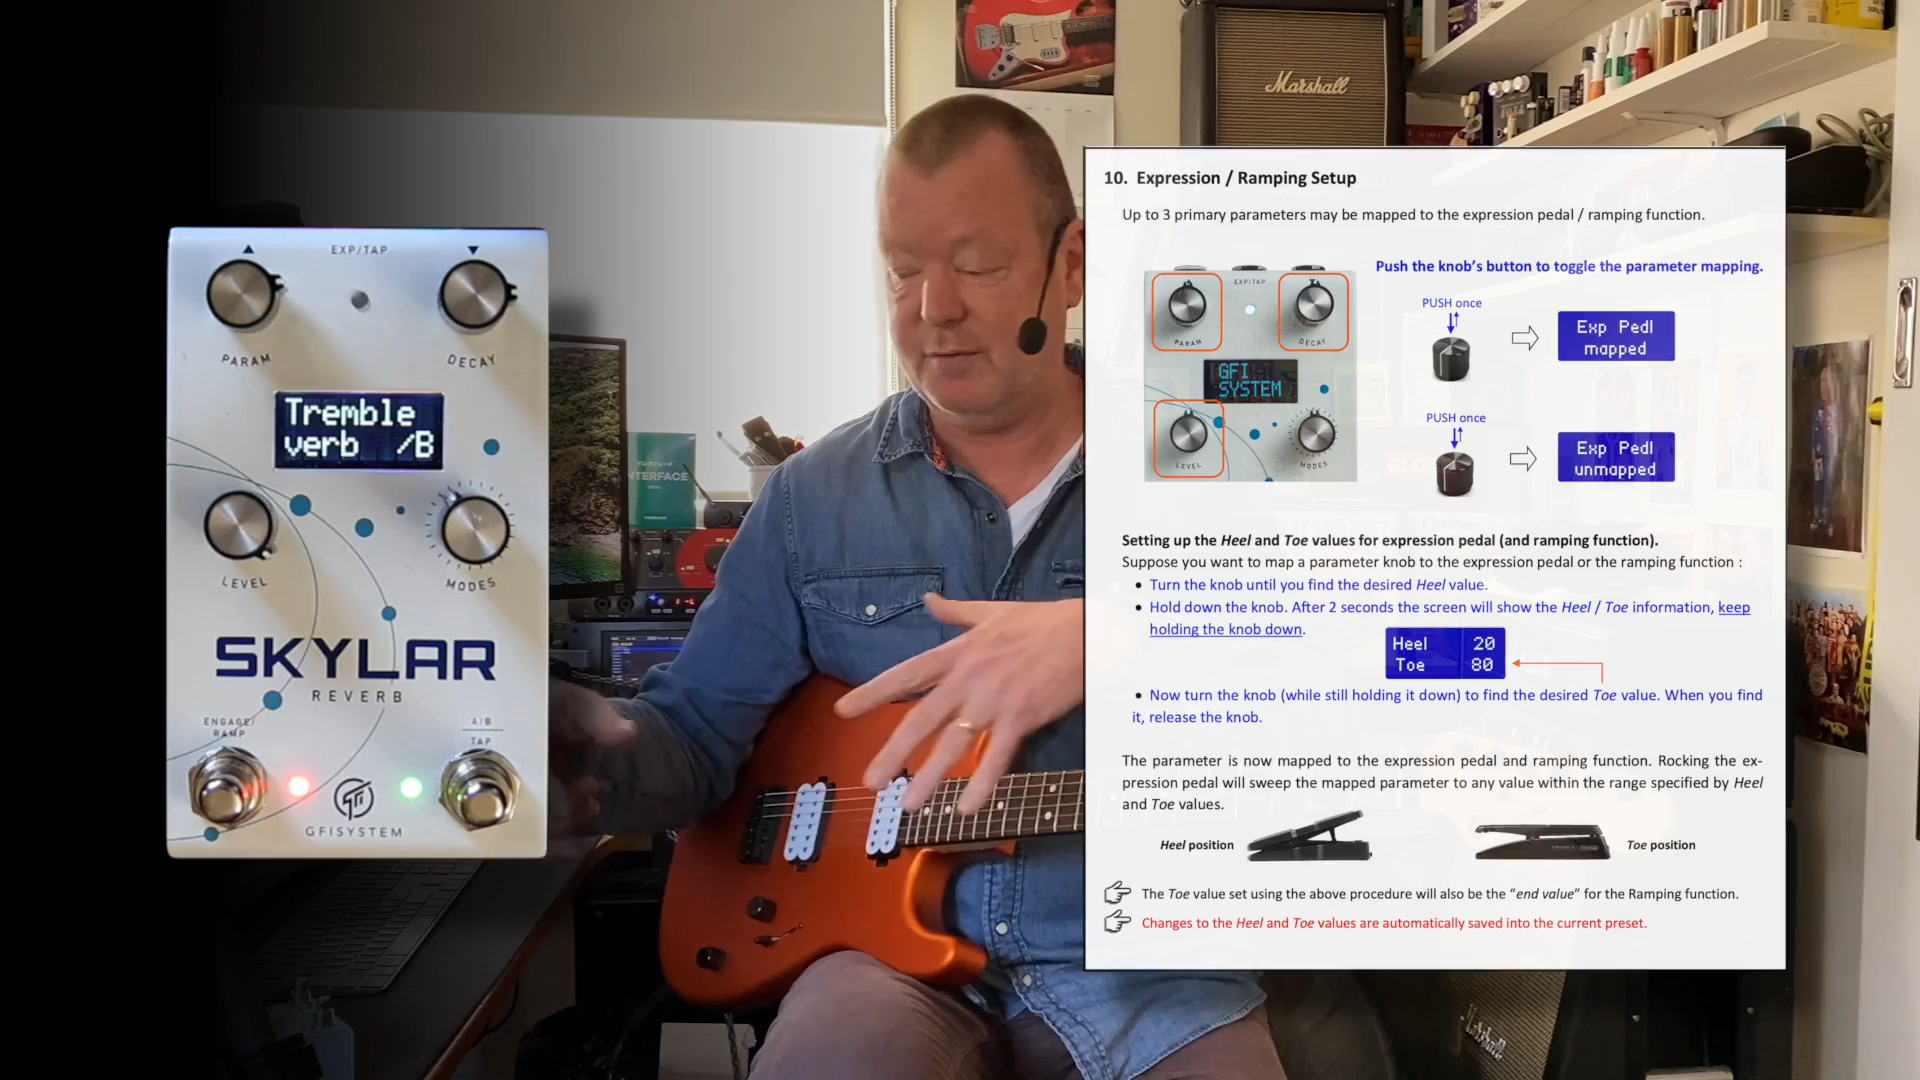 EXP/TAP
PARAM
DECAY
Tremble
verb /B
LEVEL
MODES
SKYLAR
REVERB
ENGAGE/
RAMP
A/B
TAP
GFISYSTEM
INTERFACE
Marshall
10. Expression / Ramping Setup
Up to 3 primary parameters may be mapped to the expression pedal / ramping function.
Push the knob's button to toggle the parameter mapping.
EXP/TAP
PARAM
DECAY
GFI
SYSTEM
LEVEL
MODES
PUSH once
Exp Pedl
mapped
PUSH once
Exp Pedl
unmapped
Setting up the Heel and Toe values for expression pedal (and ramping function).
Suppose you want to map a parameter knob to the expression pedal or the ramping function :
• Turn the knob until you find the desired Heel value.
• Hold down the knob. After 2 seconds the screen will show the Heel / Toe information, keep
holding the knob down.
Heel 20
Toe 80
• Now turn the knob (while still holding it down) to find the desired Toe value. When you find
it, release the knob.
The parameter is now mapped to the expression pedal and ramping function. Rocking the ex-
pression pedal will sweep the mapped parameter to any value within the range specified by Heel
and Toe values.
Heel position
Toe position
The Toe value set using the above procedure will also be the “end value” for the Ramping function.
Changes to the Heel and Toe values are automatically saved into the current preset.
Marshall